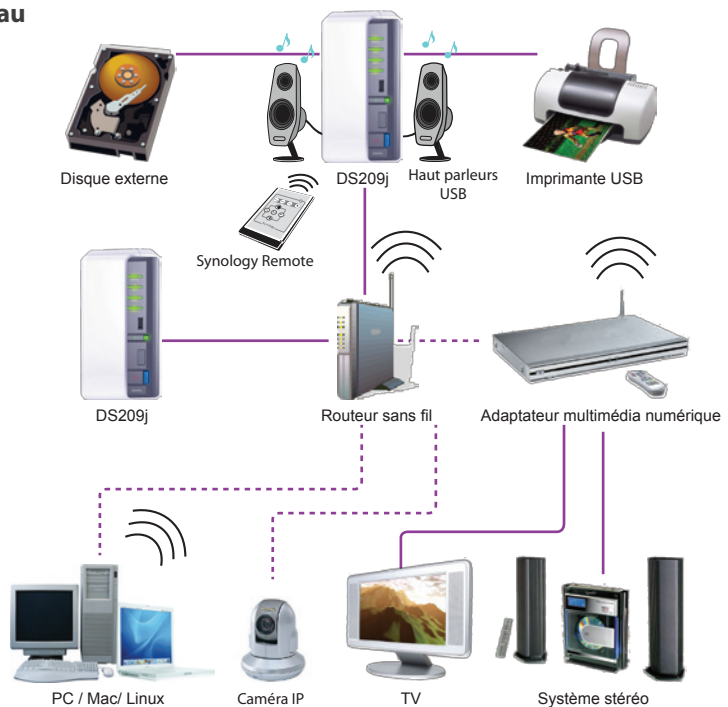 au
Disque externe
DS209j
Haut parleurs
USB
Imprimante USB
Synology Remote
DS209j
Routeur sans fil
Adaptateur multimédia numérique
PC / Mac/ Linux
Caméra IP
TV
Système stéréo